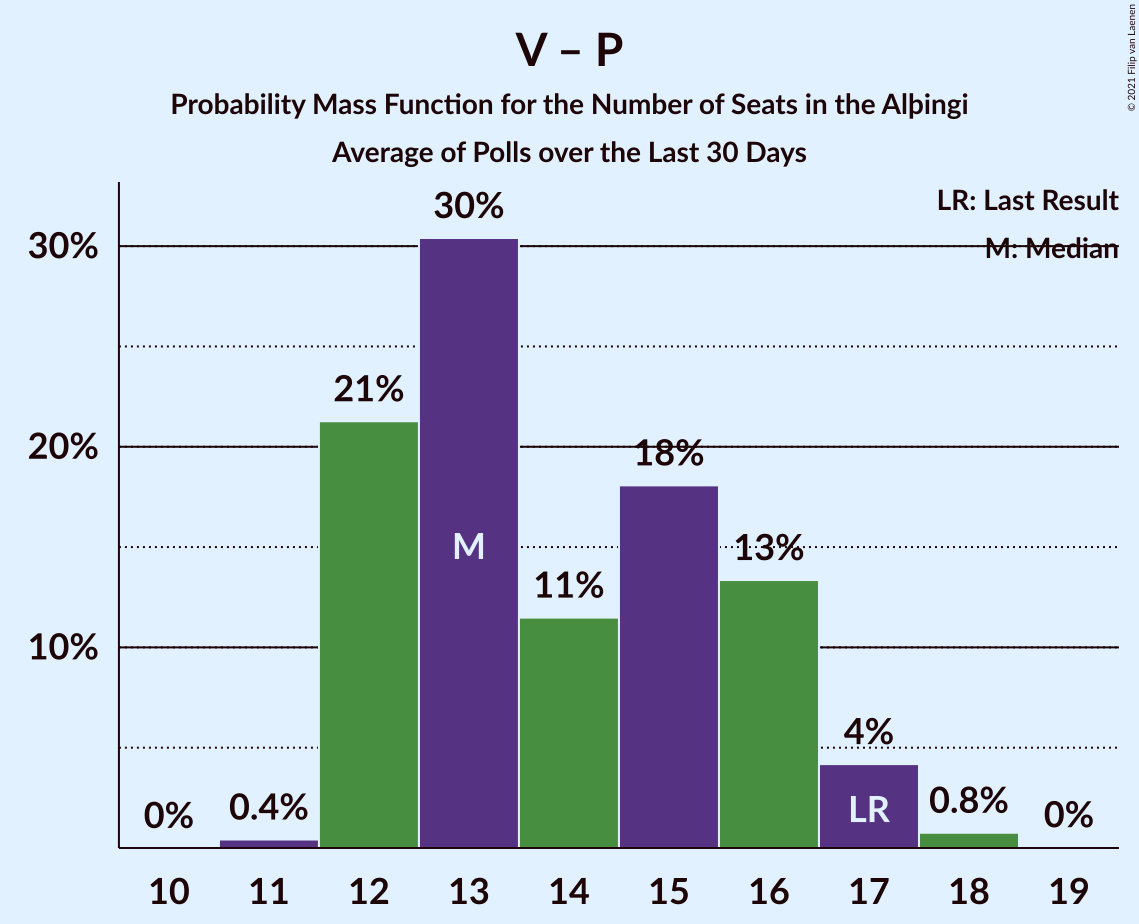 V – P
Probability Mass Function for the Number of Seats in the Alþingi
Average of Polls over the Last 30 Days
© 2021 Filip van Laenen
LR: Last Result
M: Median
30%
20%
10%
0%
0.4%
21%
30%
11%
18%
13%
4%
0.8%
0%
M
LR
10 11 12 13 14 15 16 17 18 19